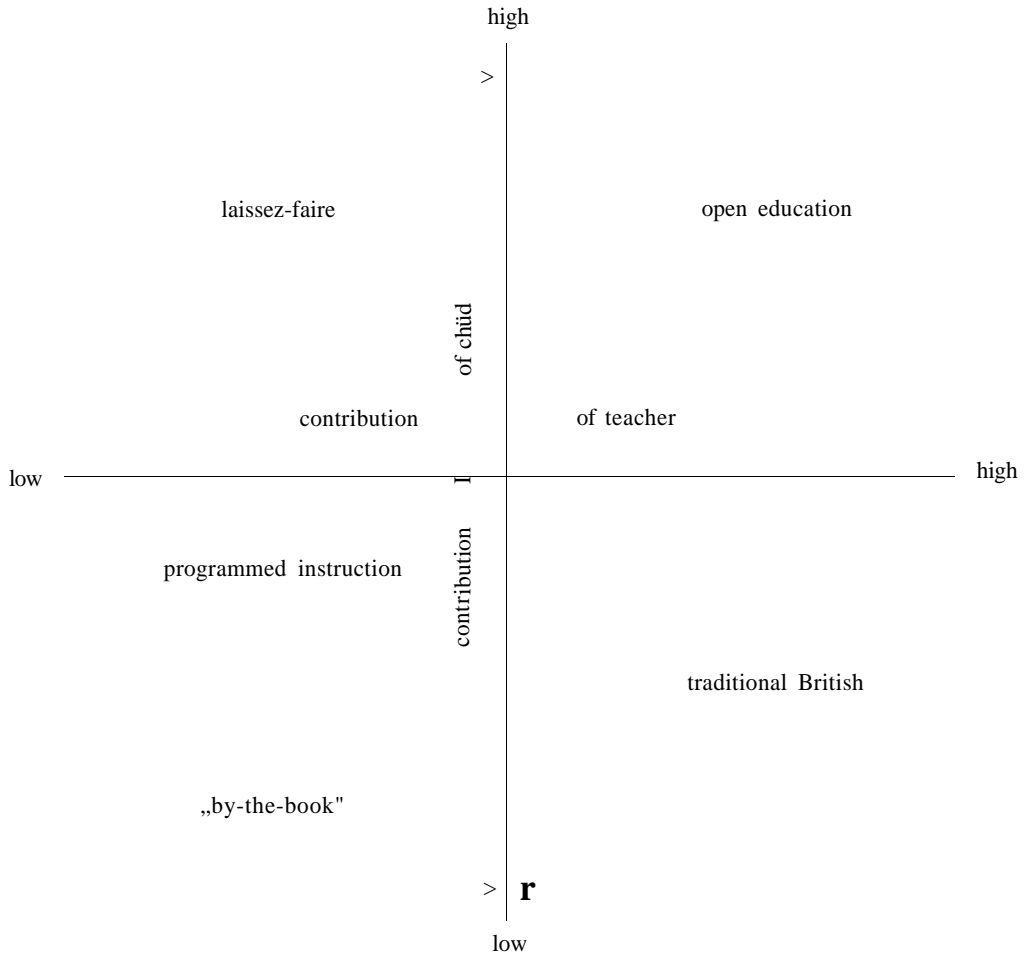 high
>
laissez-faire
open education
of chüd
contribution
of teacher
low
high
I
contribution
programmed instruction
traditional British
„by-the-book"
> r
low